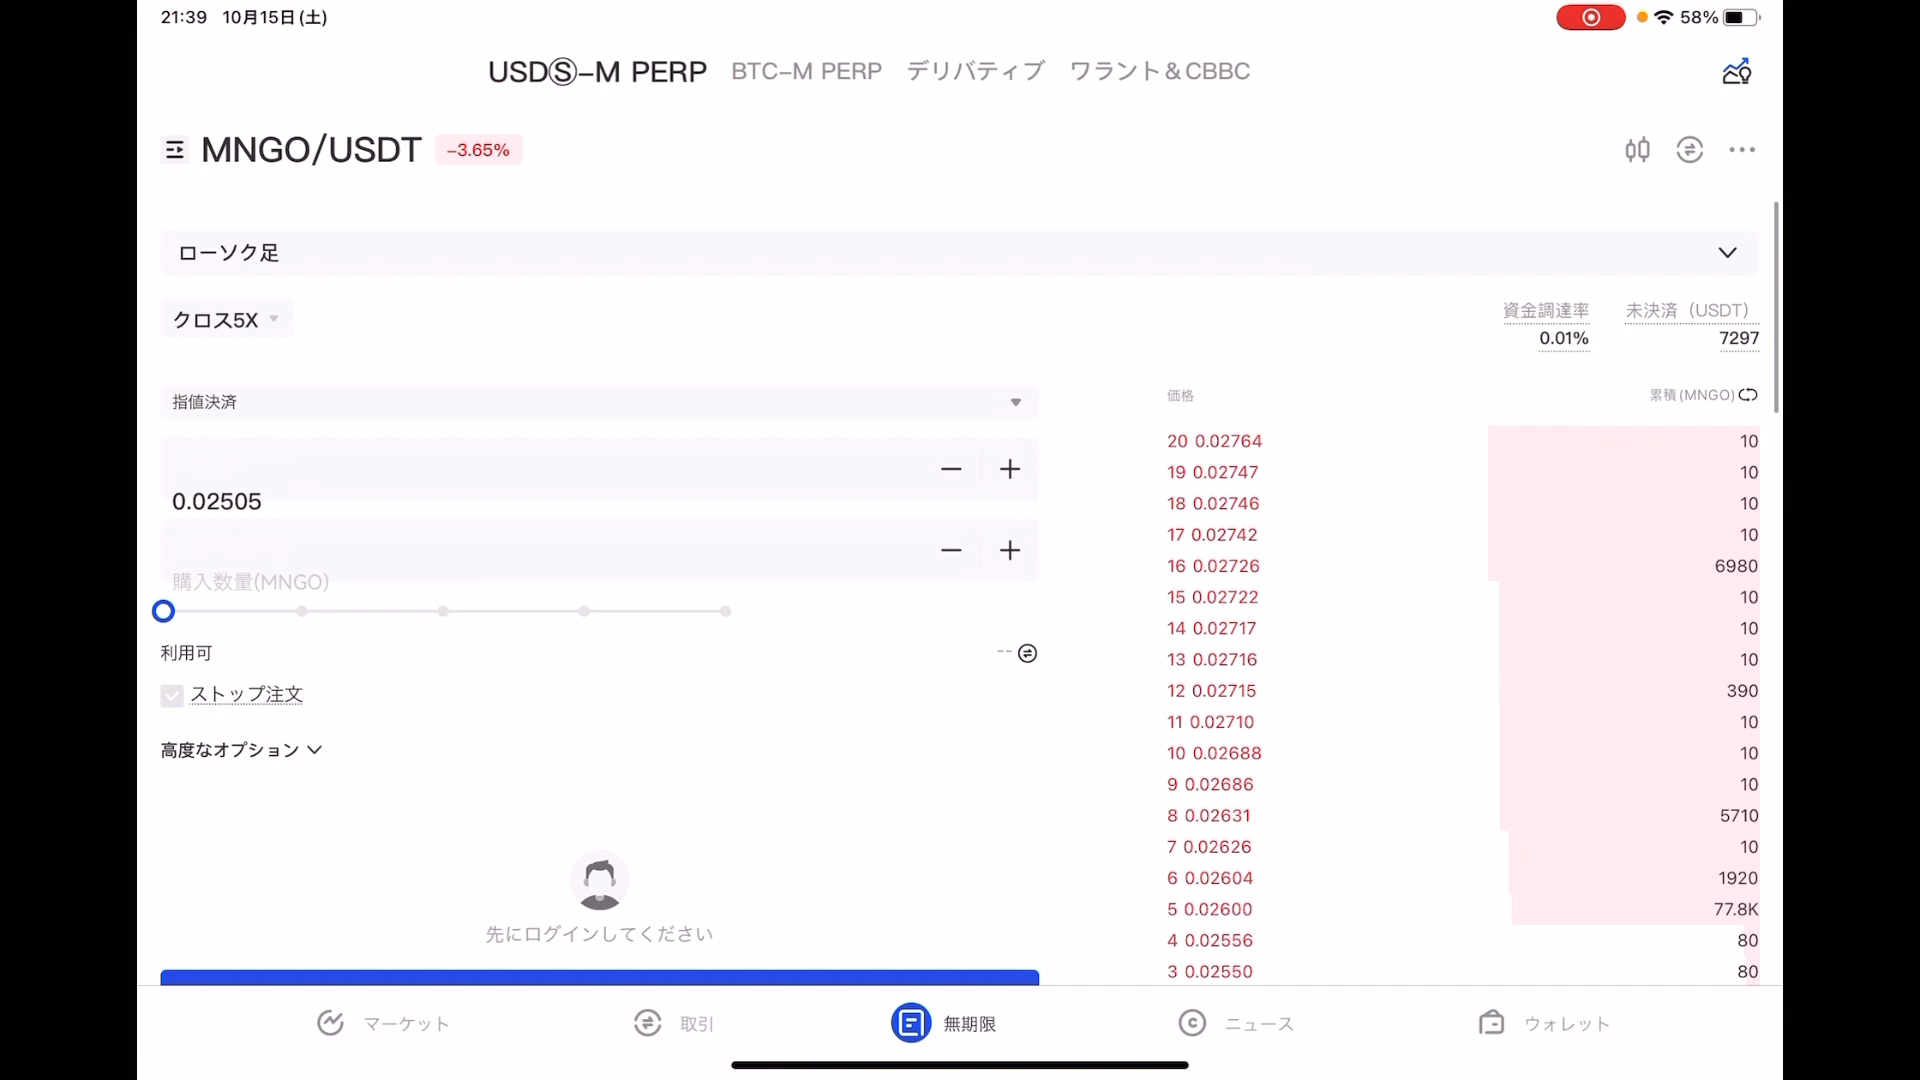 21:39 10月15日(土)
58%
USDⓈ-M PERP BTC-M PERP デリバティブ ワラント&CBBC
MNGO/USDT -3.65%
ローソク足
クロス5X
資金調達率 未決済(USDT)
0.01% 7297
指値決済
0.02505
購入数量(MNGO)
利用可 --
ストップ注文
高度なオプション
先にログインしてください
価格 累積(MNGO)
20 0.02764 10
19 0.02747 10
18 0.02746 10
17 0.02742 10
16 0.02726 6980
15 0.02722 10
14 0.02717 10
13 0.02716 10
12 0.02715 390
11 0.02710 10
10 0.02688 10
9 0.02686 10
8 0.02631 5710
7 0.02626 10
6 0.02604 1920
5 0.02600 77.8K
4 0.02556 80
3 0.02550 80
マーケット 取引 無期限 ニュース ウォレット